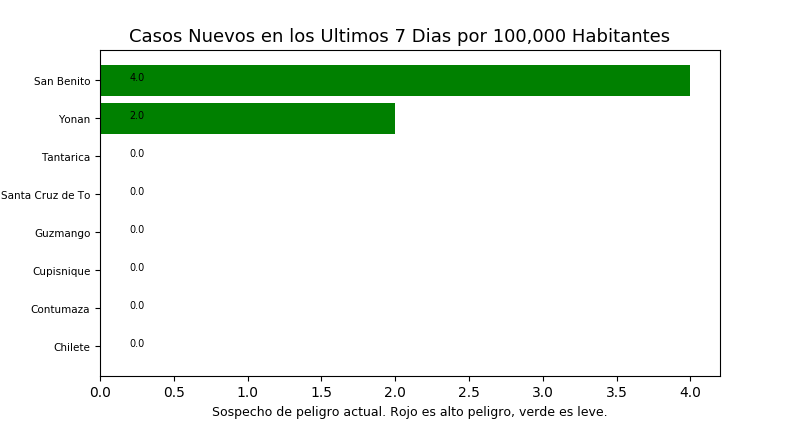 Casos Nuevos en los Ultimos 7 Dias por 100,000 Habitantes
San Benito 4.0
Yonan 2.0
Tantarica 0.0
Santa Cruz de To 0.0
Guzmango 0.0
Cupisnique 0.0
Contumaza 0.0
Chilete 0.0
0.0 0.5 1.0 1.5 2.0 2.5 3.0 3.5 4.0
Sospecho de peligro actual. Rojo es alto peligro, verde es leve.